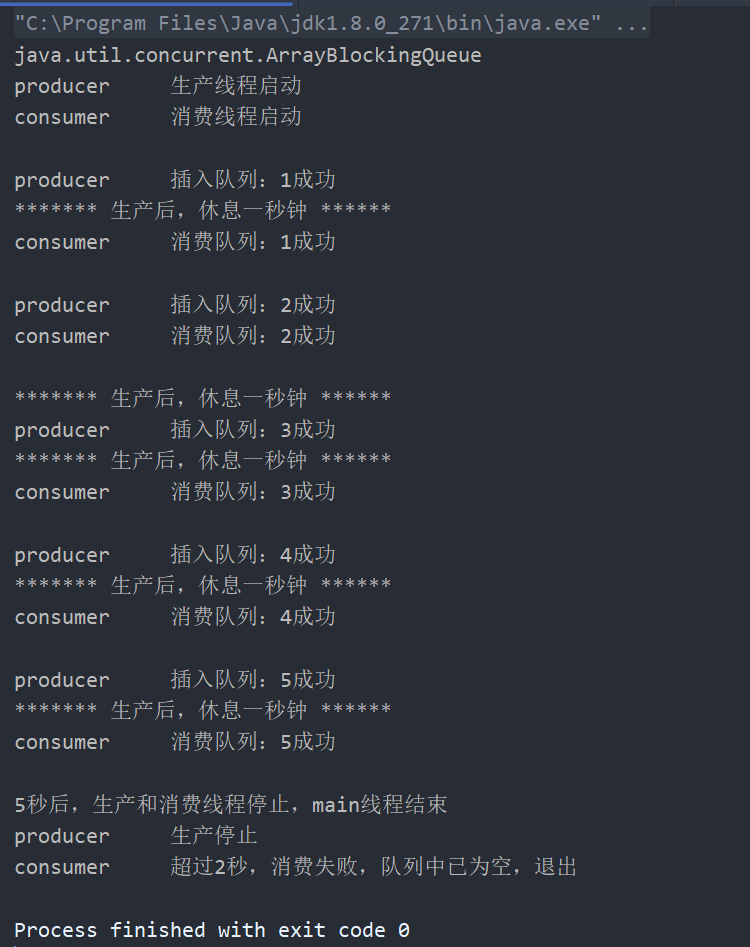 "C:\Program Files\Java\jdk1.8.0_271\bin\java.exe" ...
java.util.concurrent.ArrayBlockingQueue
producer	生产线程启动
consumer	消费线程启动
producer	插入队列：1成功
******* 生产后，休息一秒钟 ******
consumer	消费队列：1成功
producer	插入队列：2成功
consumer	消费队列：2成功
******* 生产后，休息一秒钟 ******
producer	插入队列：3成功
******* 生产后，休息一秒钟 ******
consumer	消费队列：3成功
producer	插入队列：4成功
******* 生产后，休息一秒钟 ******
consumer	消费队列：4成功
producer	插入队列：5成功
******* 生产后，休息一秒钟 ******
consumer	消费队列：5成功
5秒后，生产和消费线程停止，main线程结束
producer	生产停止
consumer	超过2秒，消费失败，队列中已为空，退出
Process finished with exit code 0